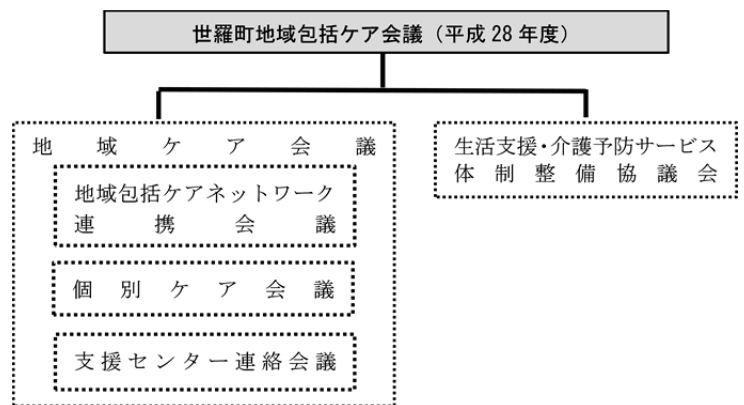 世羅町地域包括ケア会議（平成28年度）
地域ケア会議
地域包括ケアネットワーク
連携会議
個別ケア会議
支援センター連絡会議
生活支援・介護予防サービス
体制整備協議会